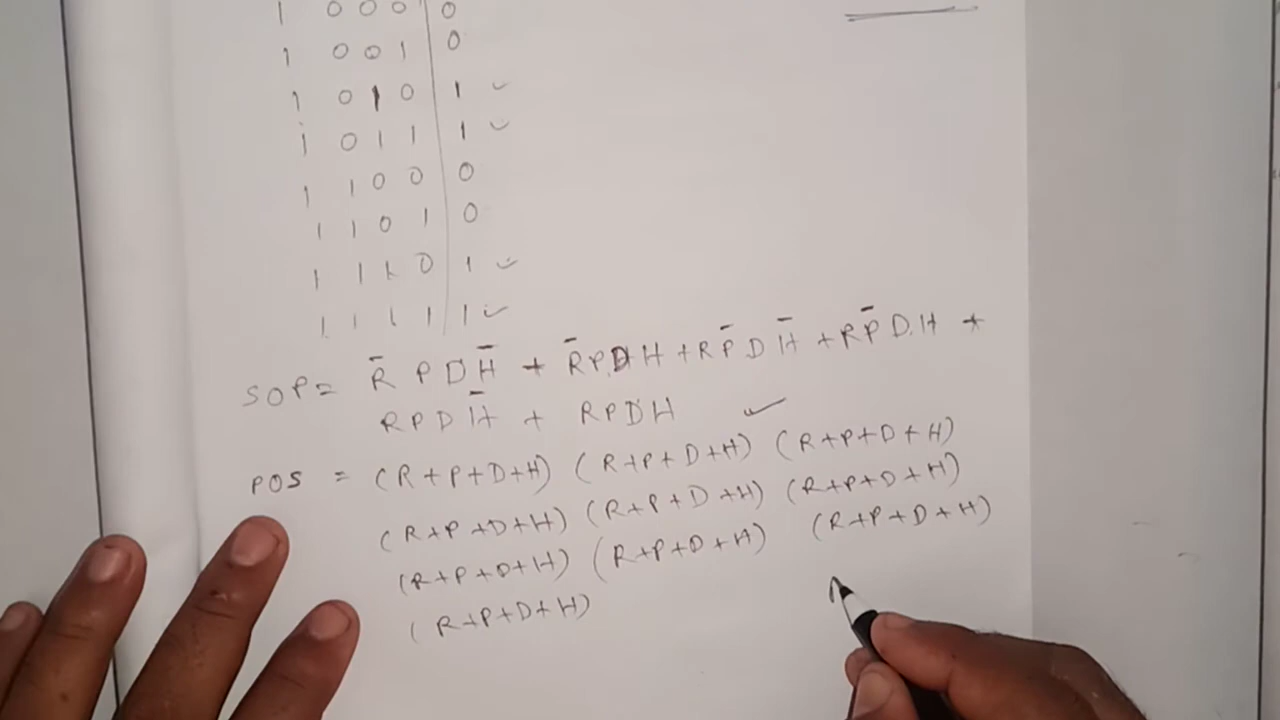 1 0 0 0 0
1 0 0 1 0
1 0 1 0 1 ✓
1 0 1 1 1 ✓
1 1 0 0 0
1 1 0 1 0
1 1 1 0 1 ✓
1 1 1 1 1 ✓
SOP = R̅ P D H̅ + R̅ P D H + R P̅ D H̅ + R P̅ D.H +
R P D H̅ + R P D H ✓
POS = (R+P+D+H) (R+P+D+H) (R+P+D+H)
(R+P+D+H) (R+P+D+H) (R+P+D+H)
(R+P+D+H) (R+P+D+H) (R+P+D+H)
(R+P+D+H)